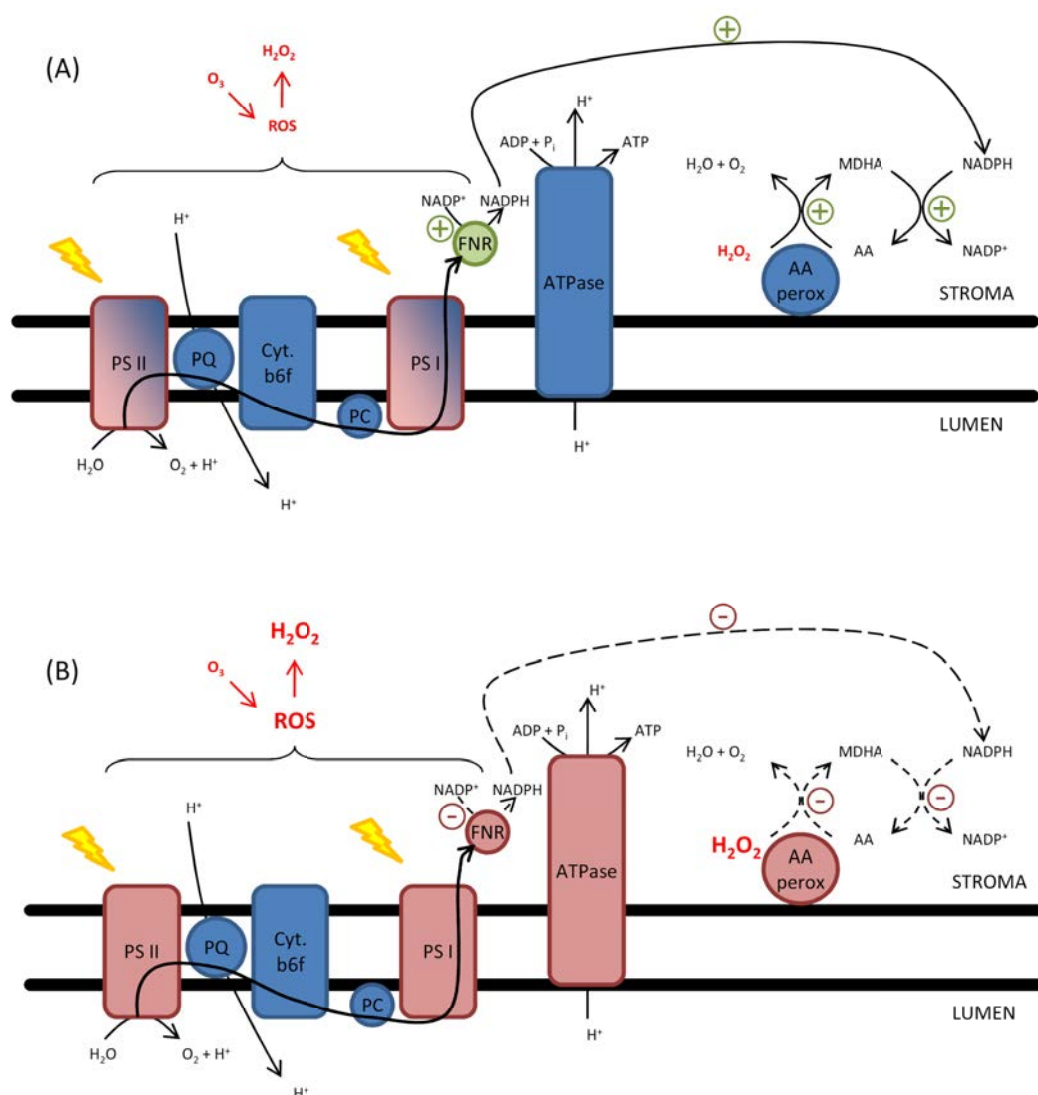 (A)
H₂O₂
O₃
ROS
H⁺
ADP + Pᵢ
ATP
H₂O + O₂
MDHA
NADPH
NADP⁺
NADPH
H⁺
FNR
H₂O₂
AA
NADP⁺
ATPase
AA
perox
STROMA
PS II
PQ
Cyt.
b6f
PS I
PC
LUMEN
H₂O
O₂ + H⁺
H⁺
H⁺
(B)
H₂O₂
O₃
ROS
H⁺
ADP + Pᵢ
ATP
H₂O + O₂
MDHA
NADPH
NADP⁺
NADPH
H⁺
FNR
H₂O₂
AA
NADP⁺
ATPase
AA
perox
STROMA
PS II
PQ
Cyt.
b6f
PS I
PC
LUMEN
H₂O
O₂ + H⁺
H⁺
H⁺